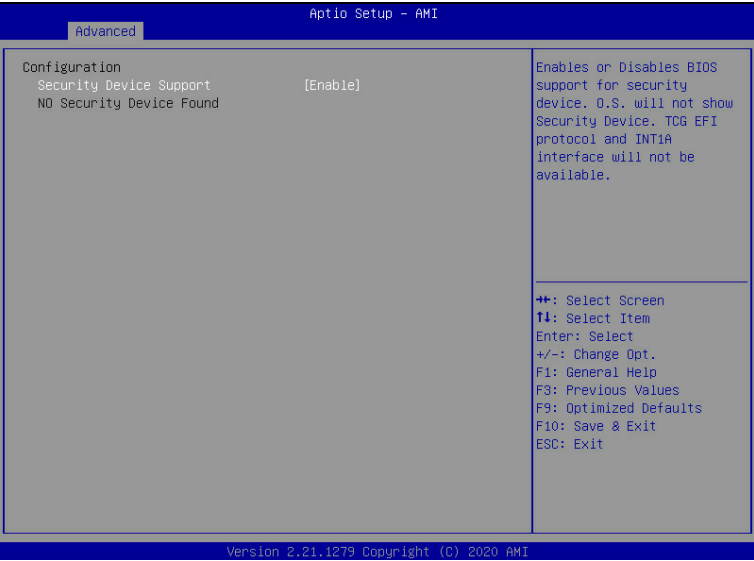 Aptio Setup – AMI
Advanced
Configuration
Security Device Support [Enable]
NO Security Device Found
Enables or Disables BIOS
support for security
device. O.S. will not show
Security Device. TCG EFI
protocol and INT1A
interface will not be
available.
→←: Select Screen
↑↓: Select Item
Enter: Select
+/-: Change Opt.
F1: General Help
F3: Previous Values
F9: Optimized Defaults
F10: Save & Exit
ESC: Exit
Version 2.21.1279 Copyright (C) 2020 AMI